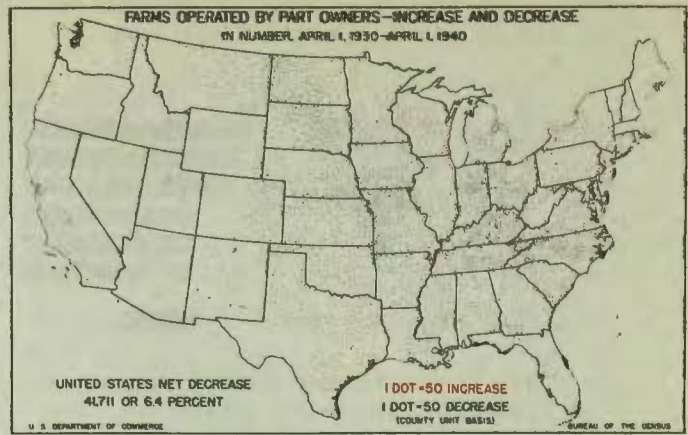 FARMS OPERATED BY PART OWNERS—INCREASE AND DECREASE
IN NUMBER, APRIL 1, 1930—APRIL 1, 1940
UNITED STATES NET DECREASE
41,711 OR 6.4 PERCENT
1 DOT=50 INCREASE
1 DOT=50 DECREASE
(COUNTY UNIT BASIS)
U. S. DEPARTMENT OF COMMERCE
BUREAU OF THE CENSUS